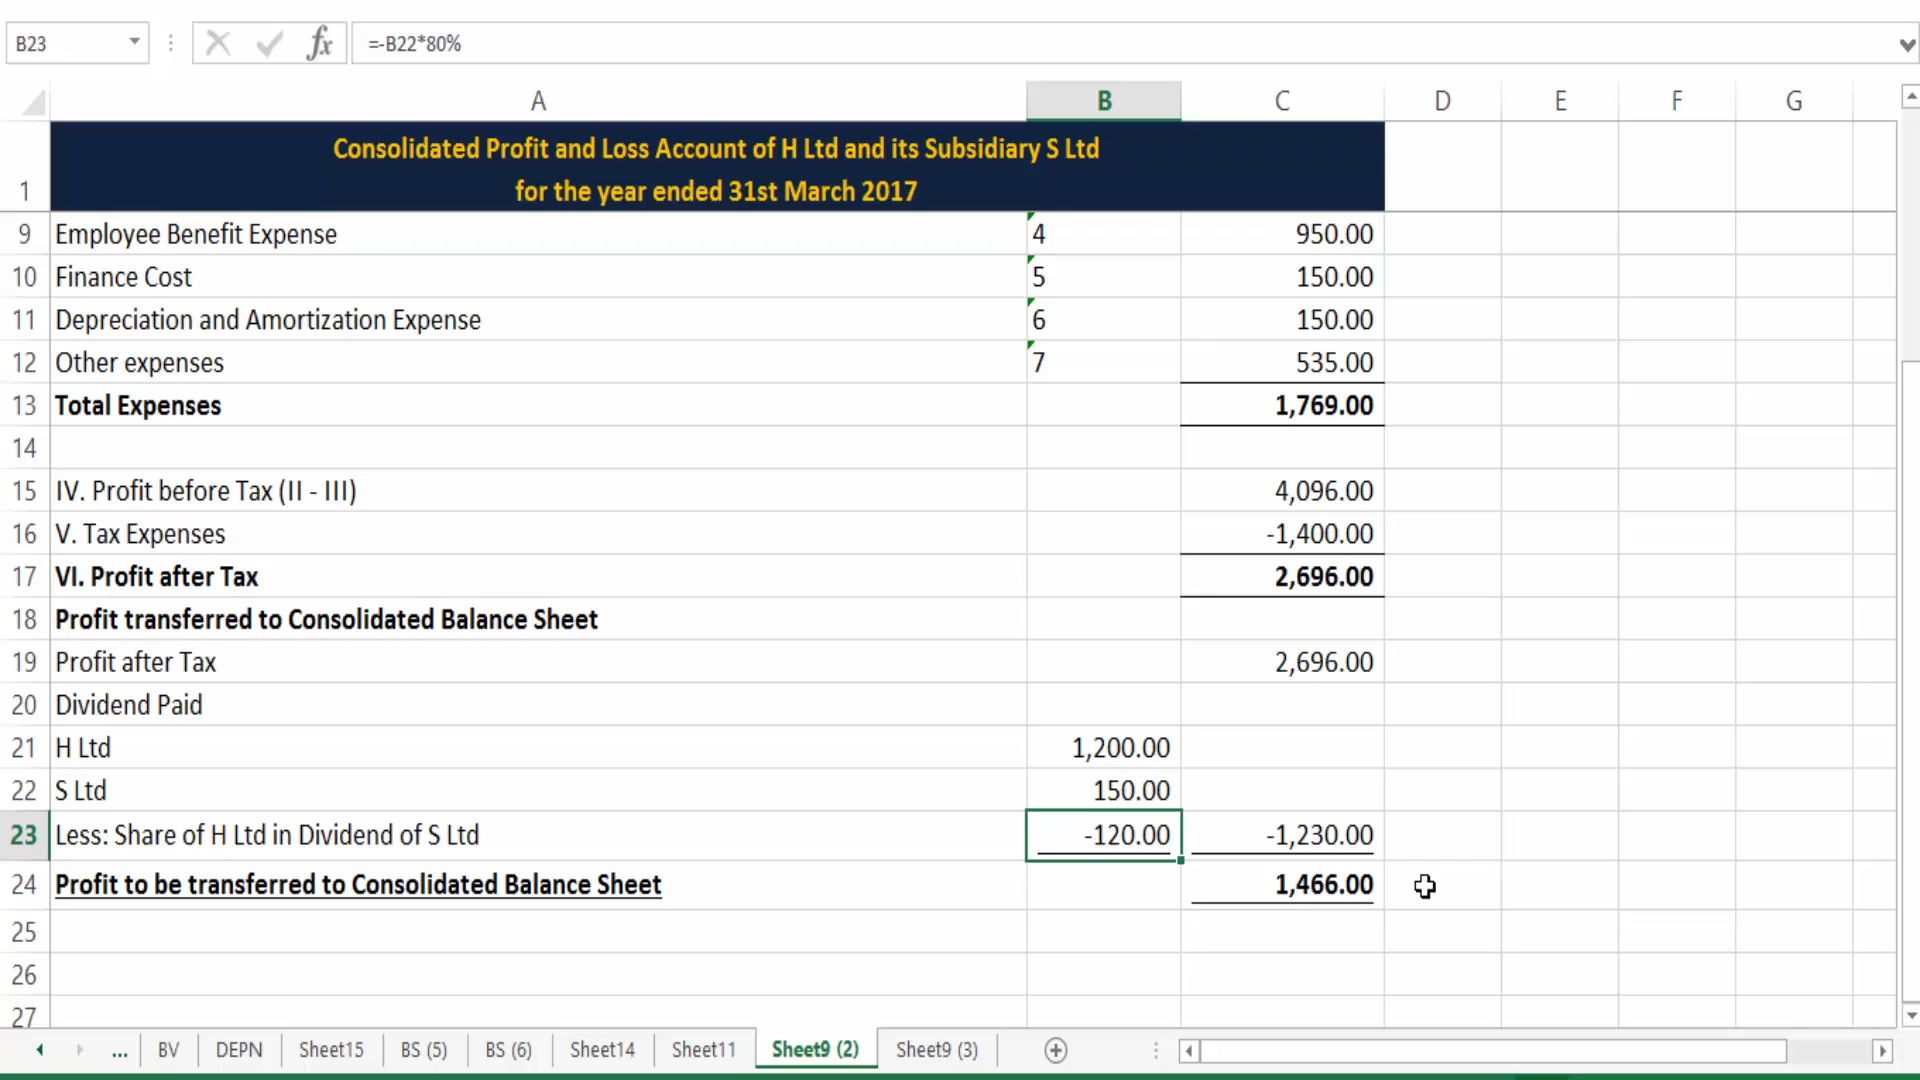 B23 fx =-B22*80%
A B C D E F G
1 Consolidated Profit and Loss Account of H Ltd and its Subsidiary S Ltd
for the year ended 31st March 2017
9 Employee Benefit Expense 4 950.00
10 Finance Cost 5 150.00
11 Depreciation and Amortization Expense 6 150.00
12 Other expenses 7 535.00
13 Total Expenses 1,769.00
14
15 IV. Profit before Tax (II - III) 4,096.00
16 V. Tax Expenses -1,400.00
17 VI. Profit after Tax 2,696.00
18 Profit transferred to Consolidated Balance Sheet
19 Profit after Tax 2,696.00
20 Dividend Paid
21 H Ltd 1,200.00
22 S Ltd 150.00
23 Less: Share of H Ltd in Dividend of S Ltd -120.00 -1,230.00
24 Profit to be transferred to Consolidated Balance Sheet 1,466.00
25
26
27
... BV DEPN Sheet15 BS (5) BS (6) Sheet14 Sheet11 Sheet9 (2) Sheet9 (3)